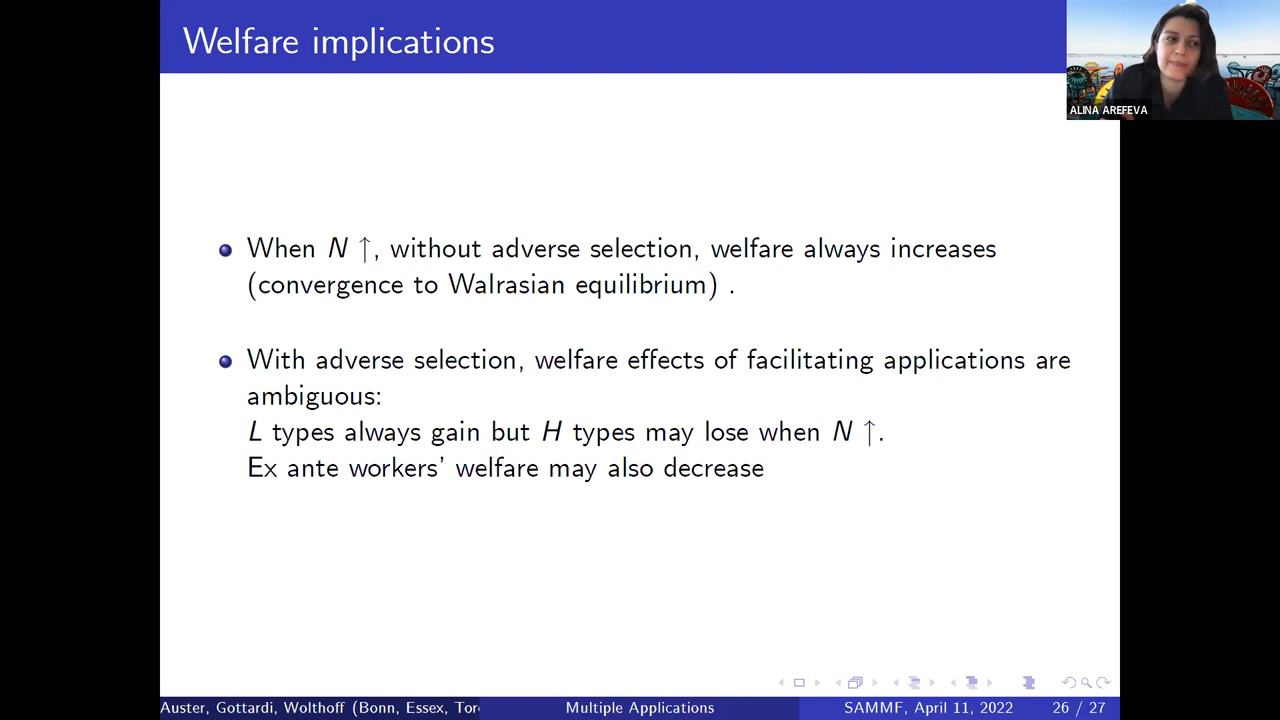 Welfare implications
ALINA AREFEVA
When N ↑, without adverse selection, welfare always increases
(convergence to Walrasian equilibrium) .
With adverse selection, welfare effects of facilitating applications are
ambiguous:
L types always gain but H types may lose when N ↑.
Ex ante workers' welfare may also decrease
Auster, Gottardi, Wolthoff (Bonn, Essex, Tor
Multiple Applications
SAMMF, April 11, 2022
26 / 27